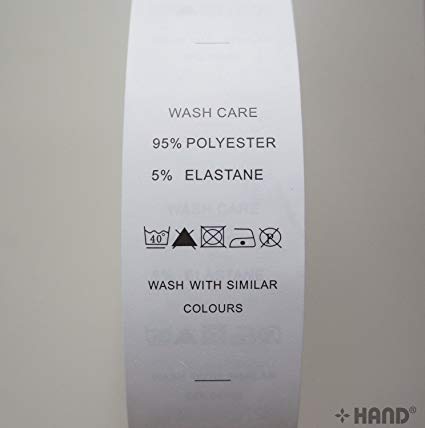 WASH CARE
95% POLYESTER
5% ELASTANE
40°
P
WASH WITH SIMILAR
COLOURS
HAND®